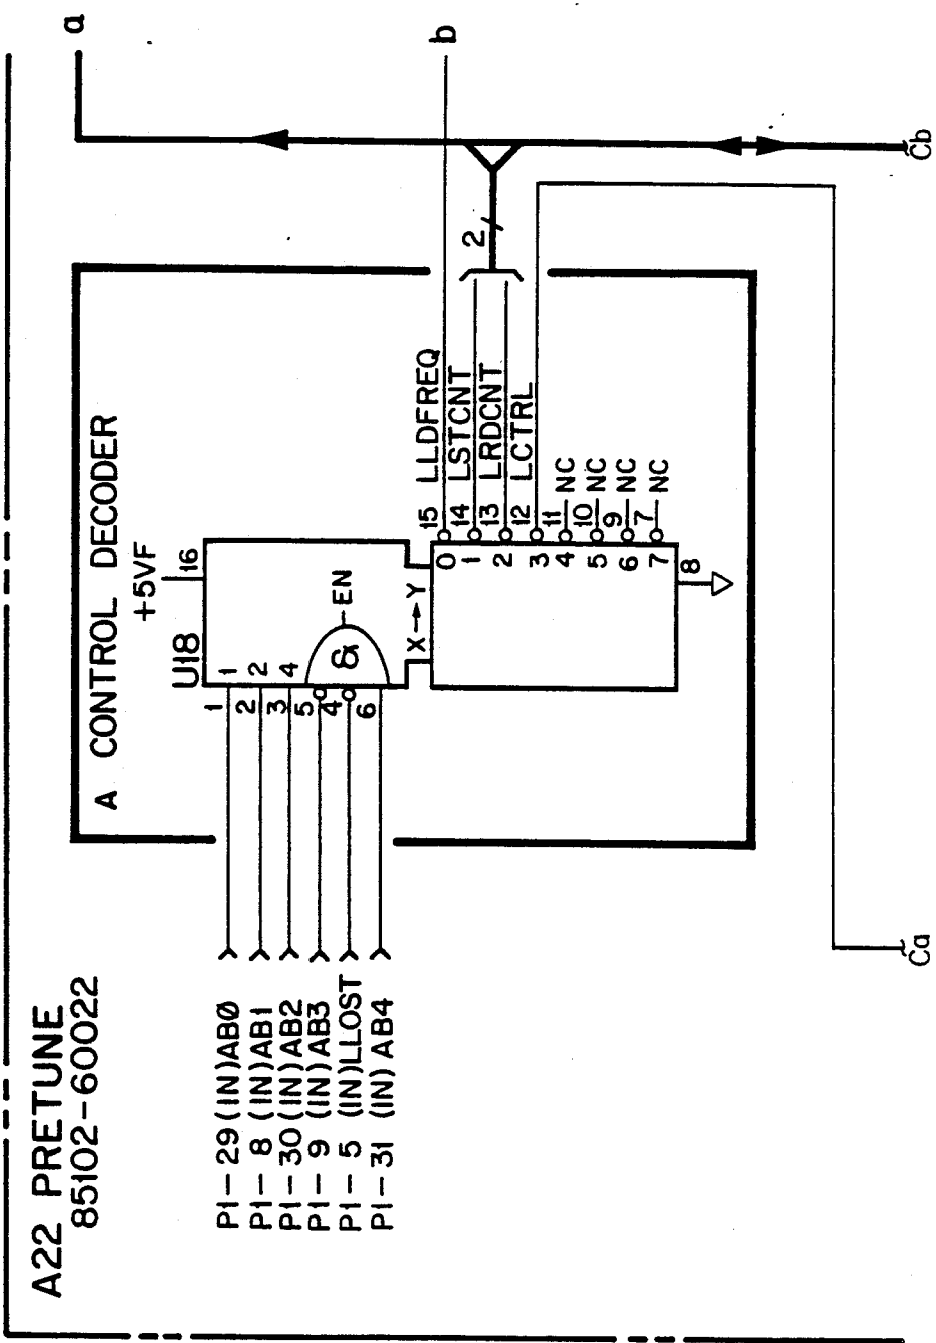 A22 PRETUNE
85102-60022
a
b
A CONTROL DECODER
+5VF
U18
16
P1-29 (IN)AB0 1 1
P1-8 (IN)AB1 2 2
P1-30 (IN)AB2 3 4
P1-9 (IN)AB3 5
P1-5 (IN)LLOST 4
P1-31 (IN)AB4 6
& EN
X→Y
0 15 LLDFREQ
1 14 LSTCNT
2 13 LRDCNT
3 12 LCTRL
4 11 NC
5 10 NC
6 9 NC
7 7 NC
2
8
Ca
Cb